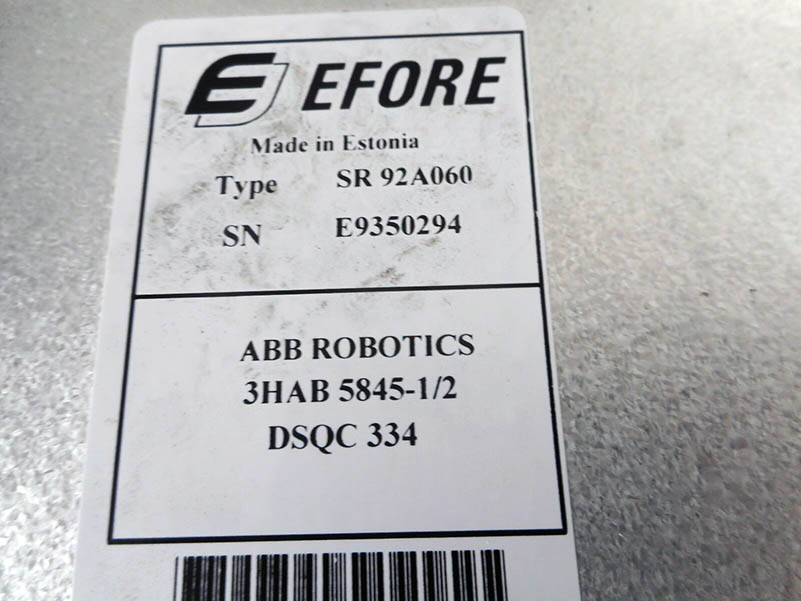 EFORE
Made in Estonia
Type SR 92A060
SN E9350294
ABB ROBOTICS
3HAB 5845-1/2
DSQC 334